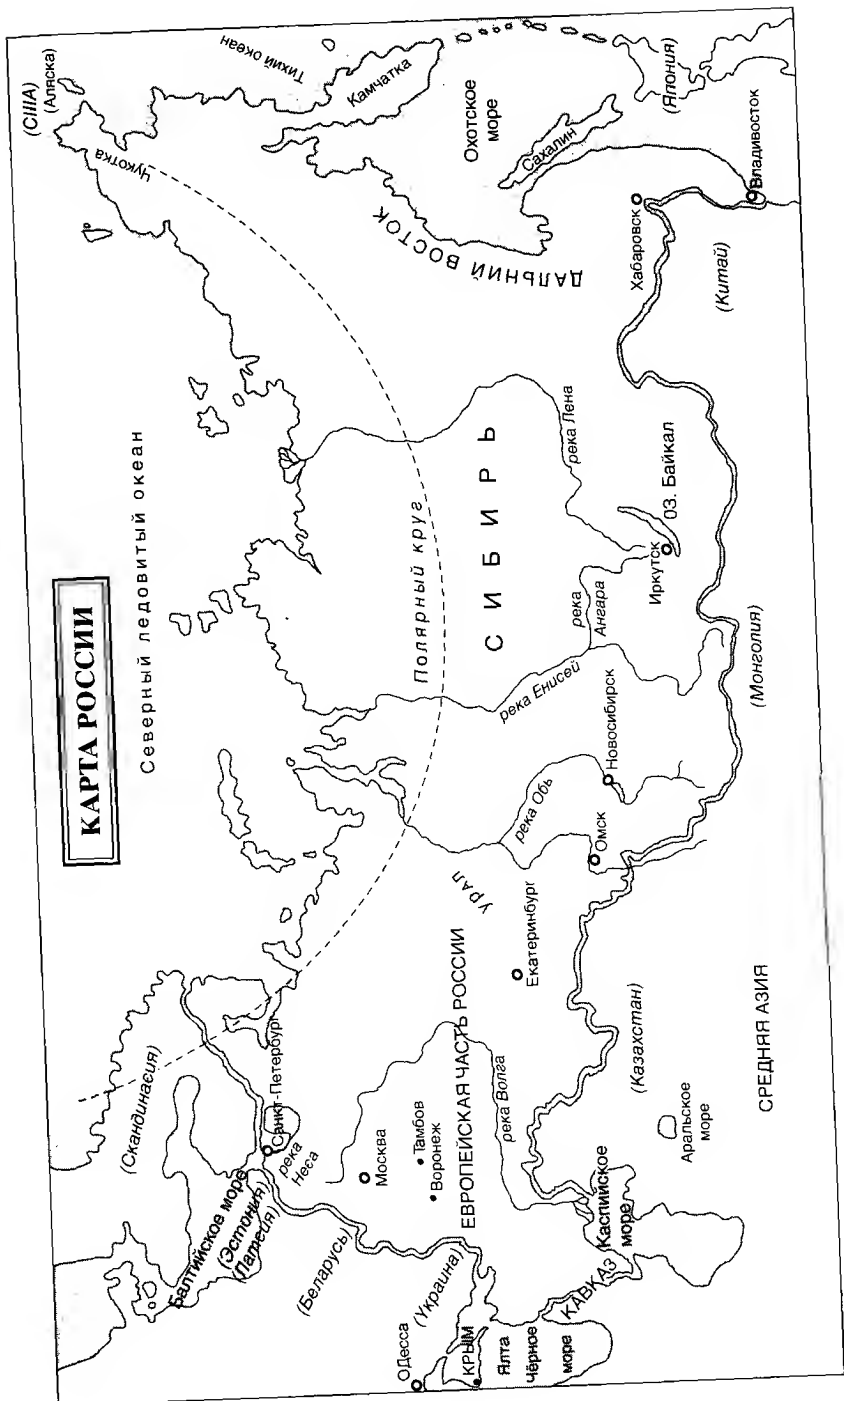 КАРТА РОССИИ
(США)
(Аляска)
Тихий океан
Чукотка
Камчатка
Северный ледовитый океан
Охотское
море
Сахалин
(Япония)
ДАЛЬНИЙ ВОСТОК
Полярный круг
Хабаровск
Владивосток
(Китай)
СИБИРЬ
река Лена
оз. Байкал
Иркутск
река
Ангара
река Енисей
(Монголия)
река Обь
Новосибирск
Омск
УРАЛ
Екатеринбург
(Скандинасия)
Санкт-Петербург
река
Неса
Балтийское море
(Эстония)
(Латвия)
(Беларусь)
Москва
Тамбов
Воронеж
ЕВРОПЕЙСКАЯ ЧАСТЬ РОССИИ
река Волга
(Казахстан)
СРЕДНЯЯ АЗИЯ
Аральское
море
(Украина)
Одесса
КРЫМ
Ялта
Чёрное
море
КАВКАЗ
Каспийское
море